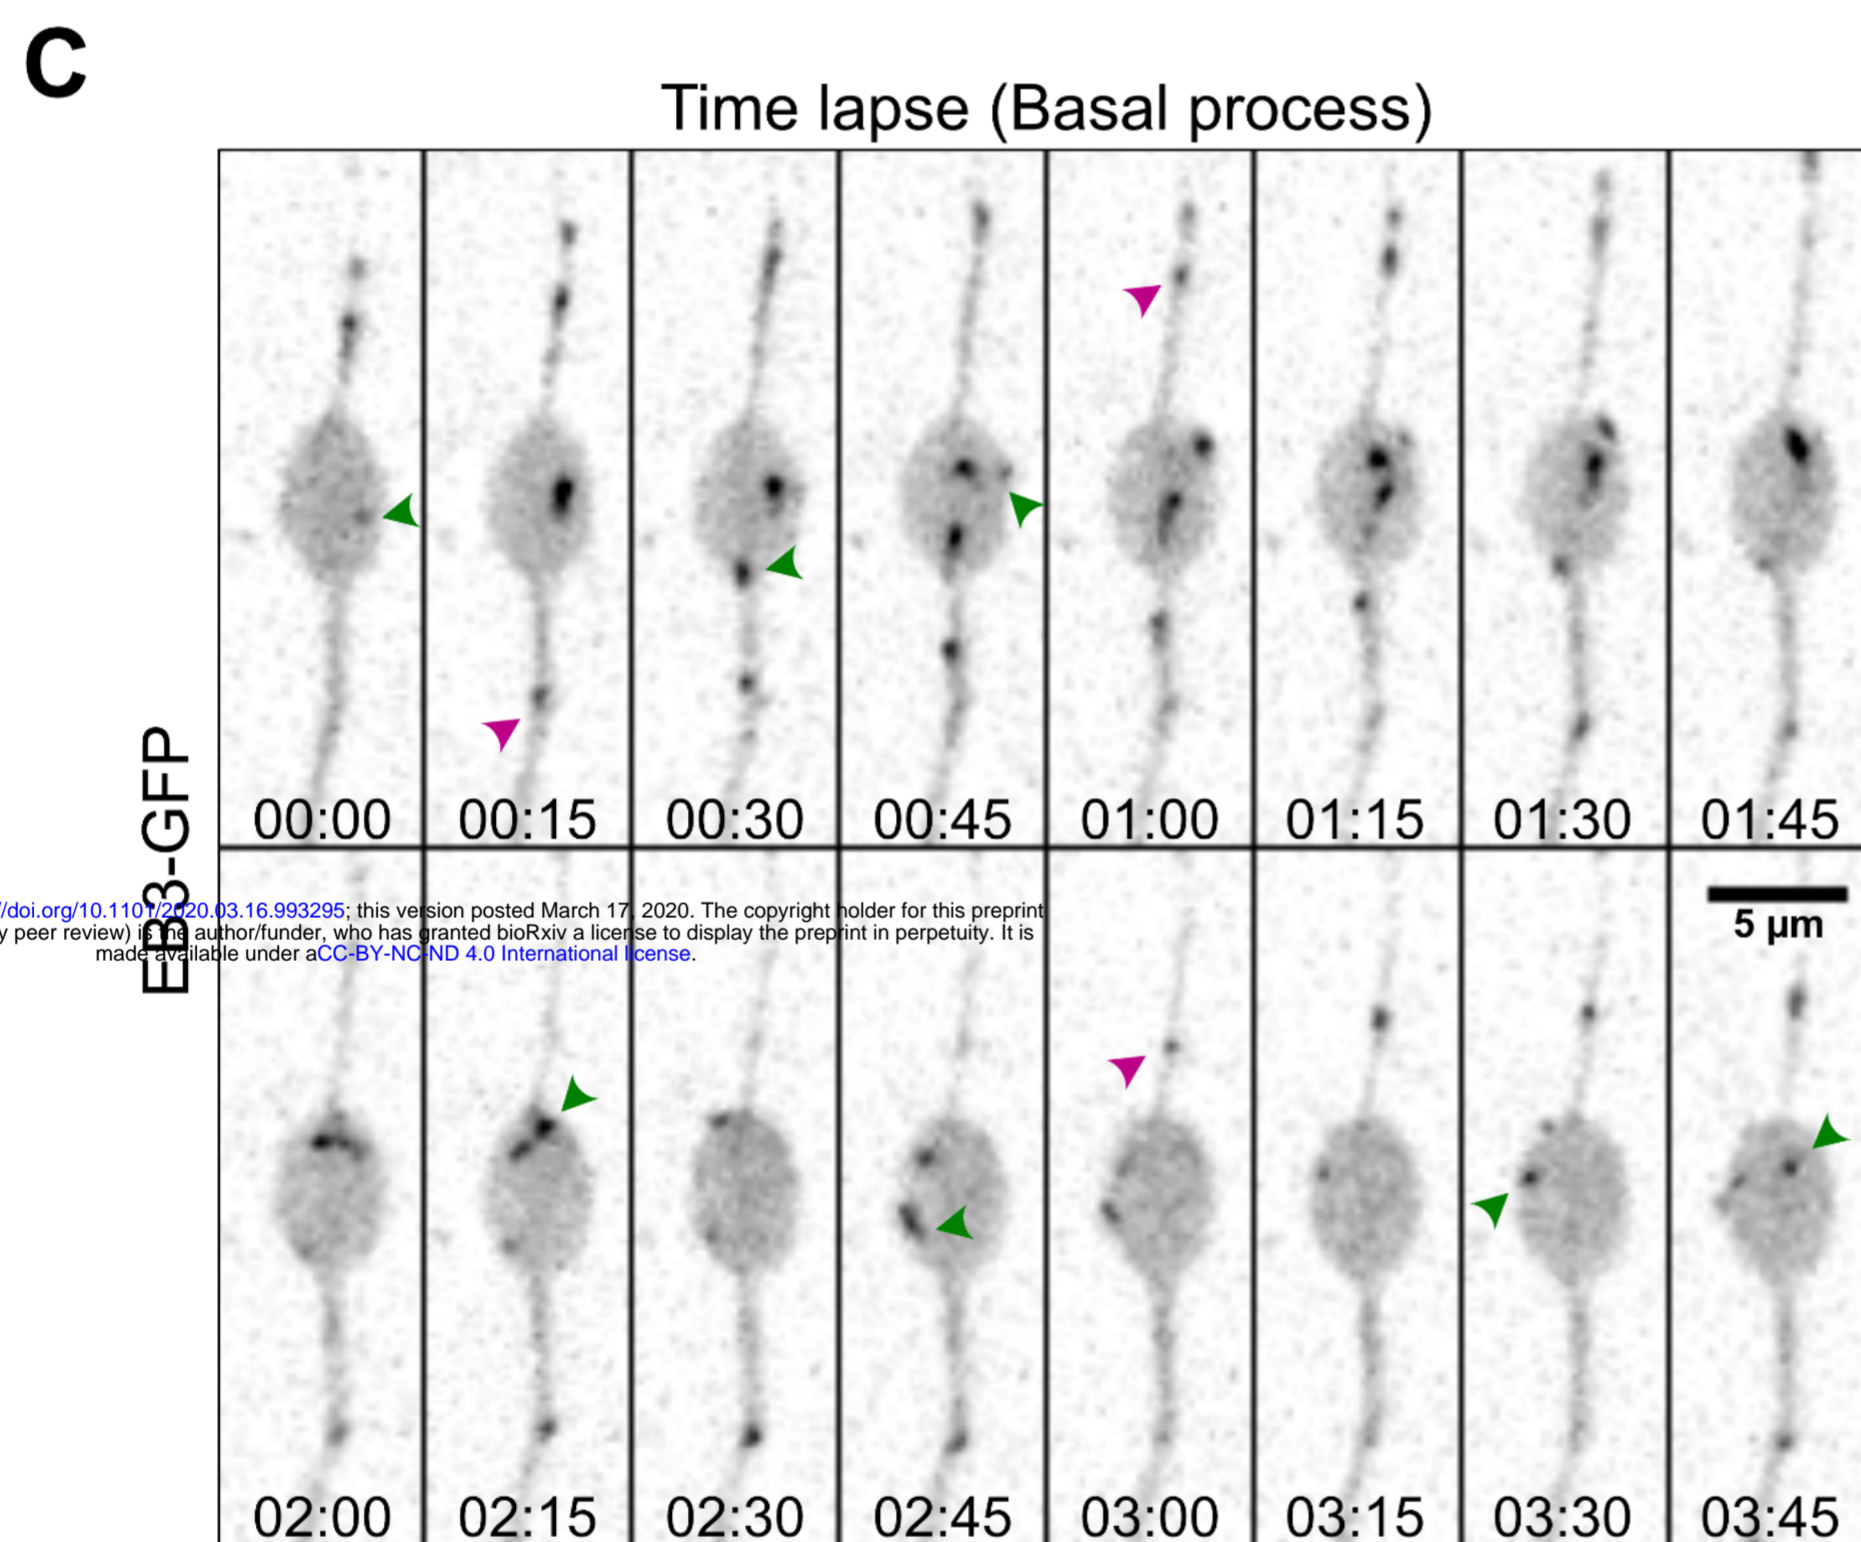 C
Time lapse (Basal process)
EB3-GFP
00:00 00:15 00:30 00:45 01:00 01:15 01:30 01:45
/doi.org/10.1101/2020.03.16.993295; this version posted March 17, 2020. The copyright holder for this preprint
y peer review) is the author/funder, who has granted bioRxiv a license to display the preprint in perpetuity. It is
made available under aCC-BY-NC-ND 4.0 International license.
5 µm
02:00 02:15 02:30 02:45 03:00 03:15 03:30 03:45